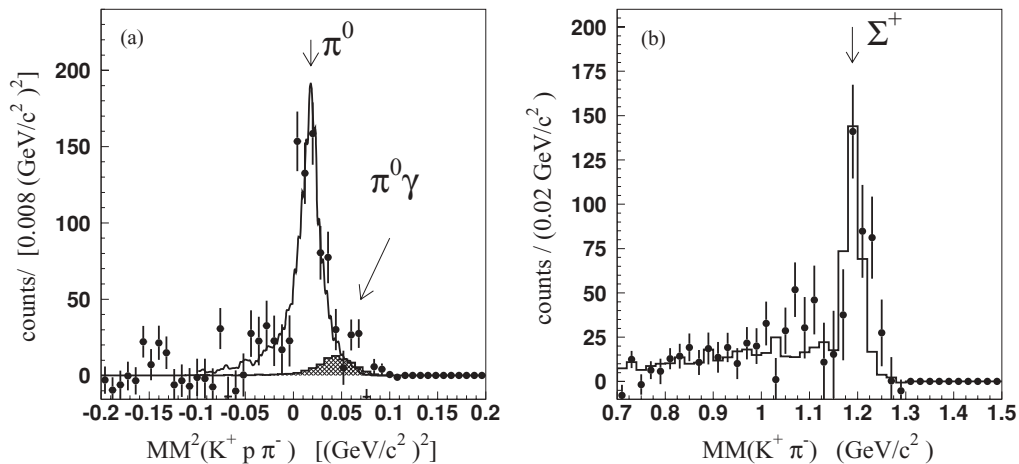 (a)
π⁰
π⁰γ
counts/ [0.008 (GeV/c² )²]
200
150
100
50
0
-0.2 -0.15 -0.1 -0.05 0 0.05 0.1 0.15 0.2
MM²(K⁺ p π⁻) [(GeV/c² )²]
(b)
Σ⁺
counts / (0.02 GeV/c² )
200
175
150
125
100
75
50
25
0
0.7 0.8 0.9 1 1.1 1.2 1.3 1.4 1.5
MM(K⁺ π⁻) (GeV/c² )